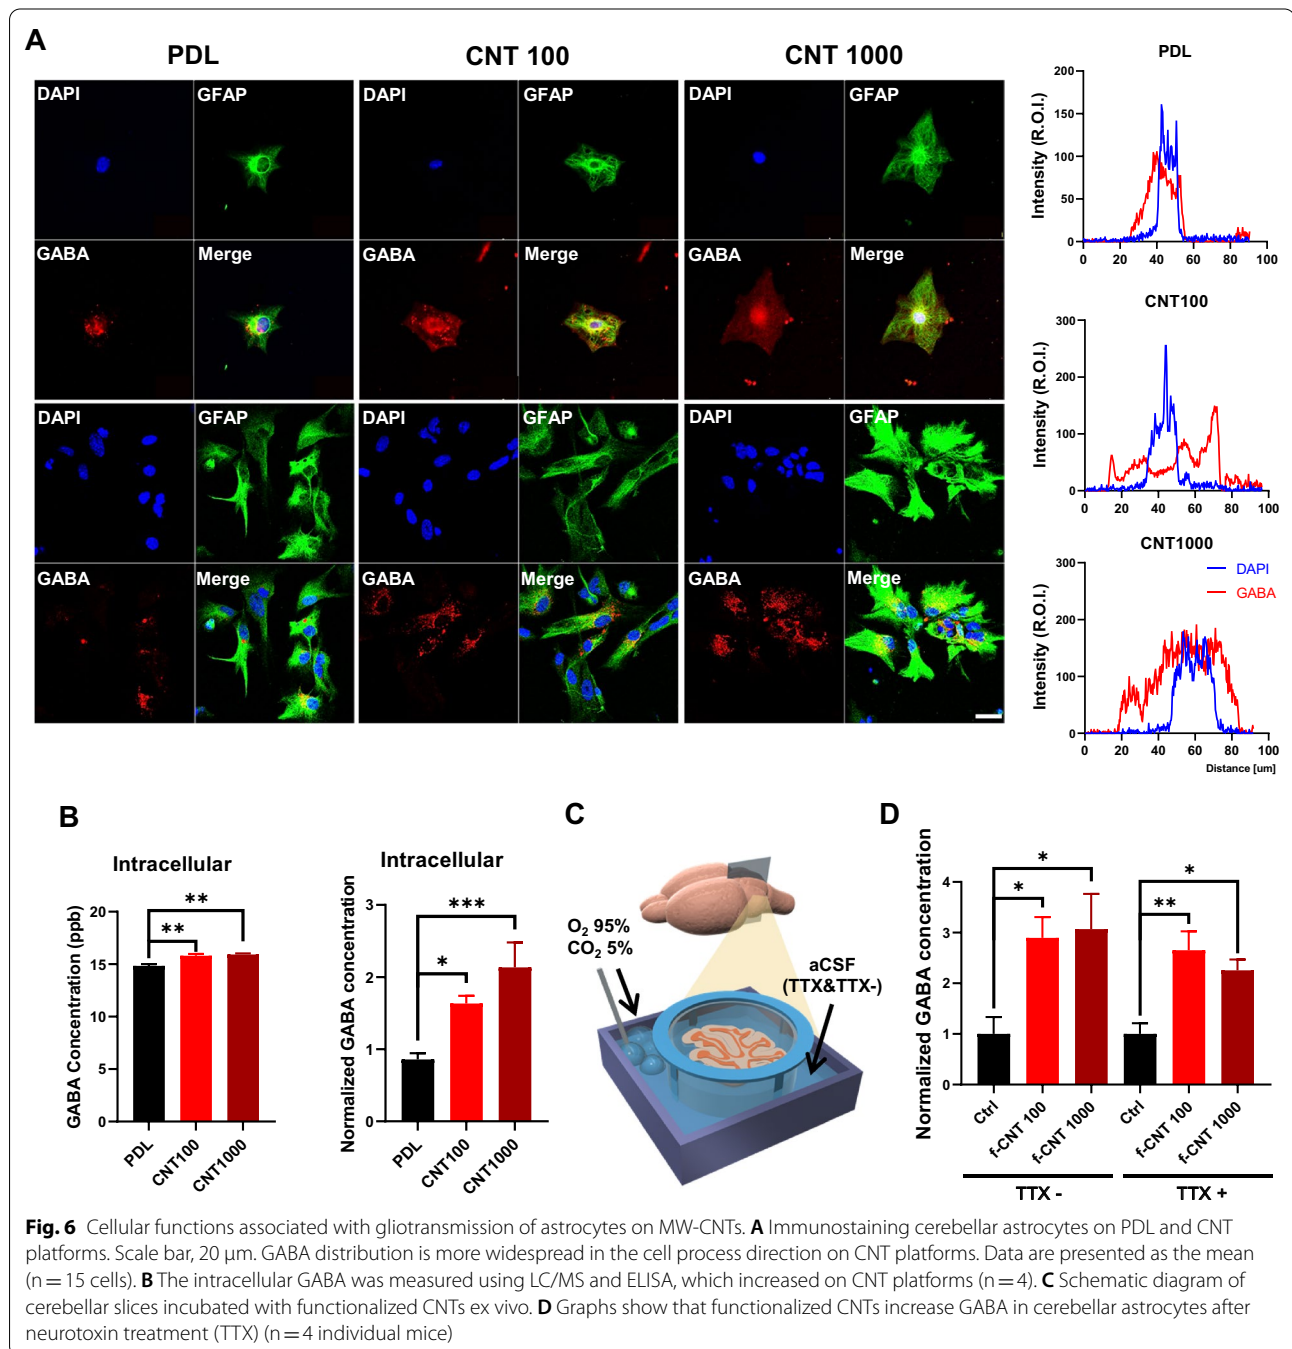 A
PDL
CNT 100
CNT 1000
DAPI
GFAP
DAPI
GFAP
DAPI
GFAP
GABA
Merge
GABA
Merge
GABA
Merge
DAPI
GFAP
DAPI
GFAP
DAPI
GFAP
GABA
Merge
GABA
Merge
GABA
Merge
PDL
Intensity (R.O.I.)
200
150
100
50
0
0 20 40 60 80 100
CNT100
Intensity (R.O.I.)
300
200
100
0
0 20 40 60 80 100
CNT1000
DAPI
GABA
Intensity (R.O.I.)
300
200
100
0
0 20 40 60 80 100
Distance [um]
B
Intracellular
GABA Concentration (ppb)
20
15
10
5
0
**
**
PDL
CNT100
CNT1000
Intracellular
Normalized GABA concentration
3
2
1
0
***
*
PDL
CNT100
CNT1000
C
O2 95%
CO2 5%
aCSF
(TTX&TTX-)
D
Normalized GABA concentration
4
3
2
1
0
*
*
*
**
Ctrl
f-CNT 100
f-CNT 1000
Ctrl
f-CNT 100
f-CNT 1000
TTX -
TTX +
Fig. 6 Cellular functions associated with gliotransmission of astrocytes on MW-CNTs. A Immunostaining cerebellar astrocytes on PDL and CNT
platforms. Scale bar, 20 µm. GABA distribution is more widespread in the cell process direction on CNT platforms. Data are presented as the mean
(n = 15 cells). B The intracellular GABA was measured using LC/MS and ELISA, which increased on CNT platforms (n = 4). C Schematic diagram of
cerebellar slices incubated with functionalized CNTs ex vivo. D Graphs show that functionalized CNTs increase GABA in cerebellar astrocytes after
neurotoxin treatment (TTX) (n = 4 individual mice)